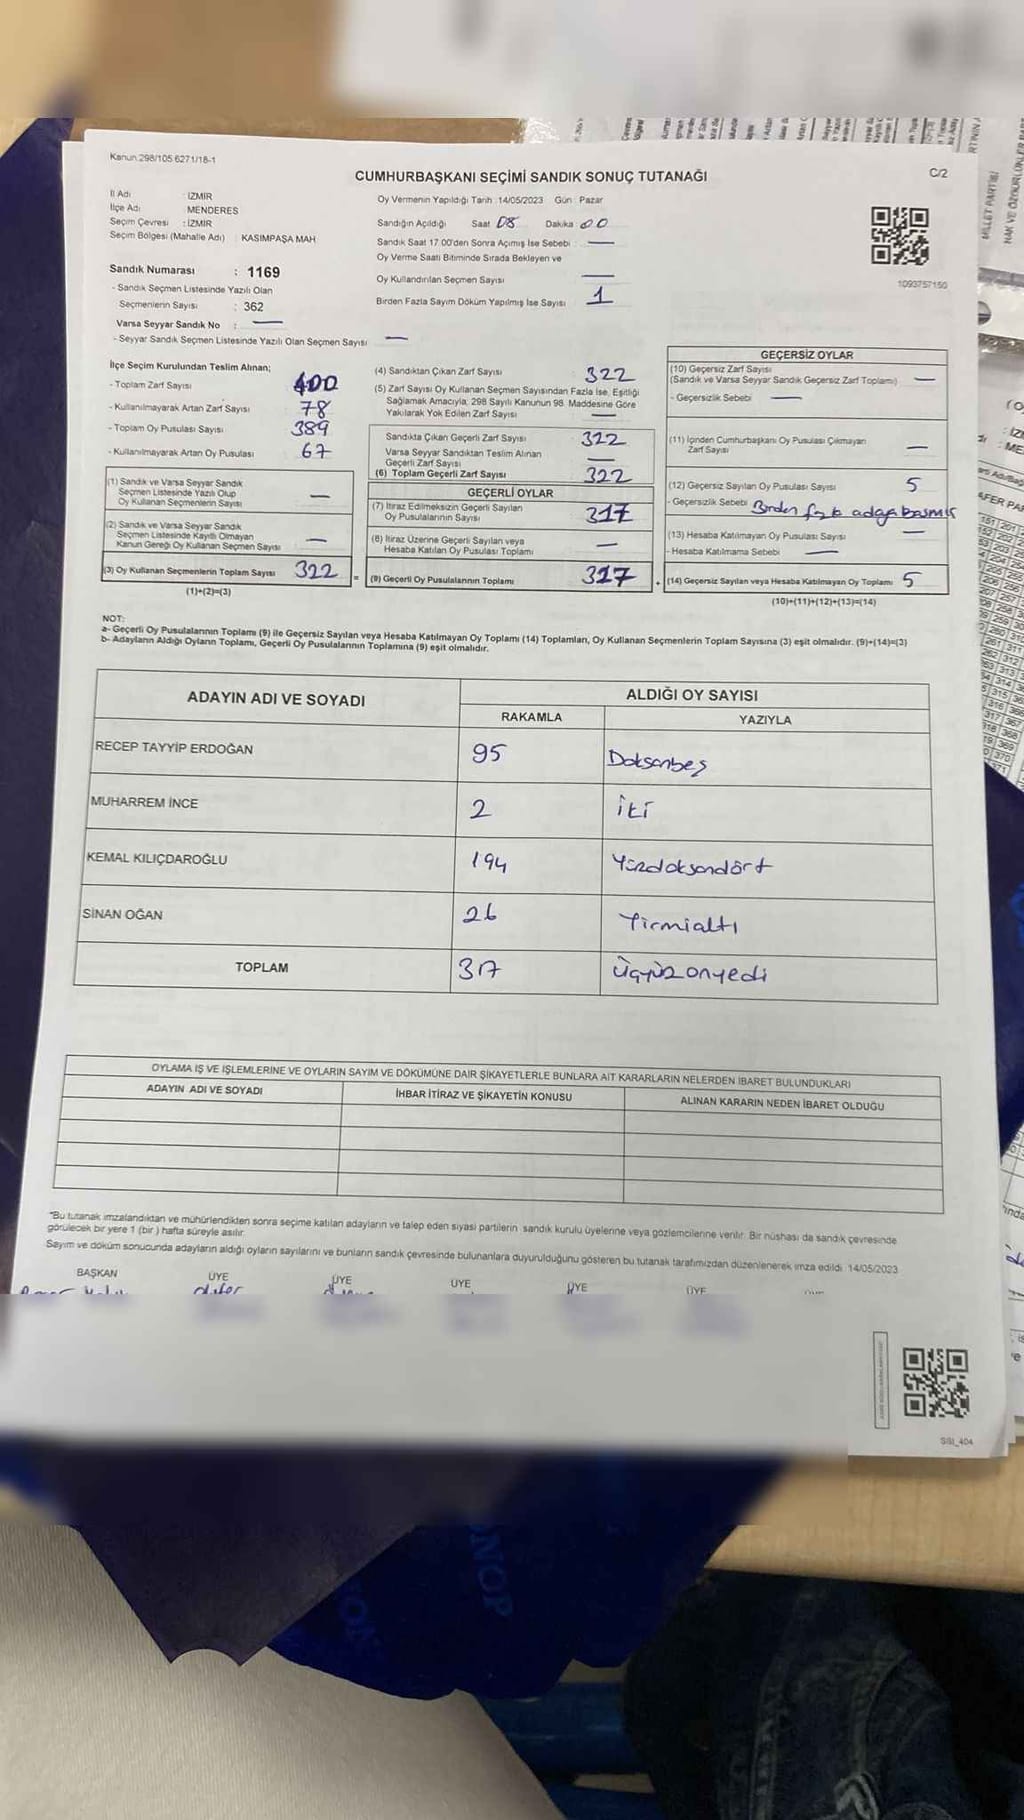 Kanun 298/105 6271/18-1
C/2
CUMHURBAŞKANI SEÇİMİ SANDIK SONUÇ TUTANAĞI
İl Adı : İZMİR
İlçe Adı : MENDERES
Seçim Çevresi : İZMİR
Seçim Bölgesi (Mahalle Adı) KASIMPAŞA MAH
Sandık Numarası : 1169
- Sandık Seçmen Listesinde Yazılı Olan
Seçmenlerin Sayısı : 362
Varsa Seyyar Sandık No : —
- Seyyar Sandık Seçmen Listesinde Yazılı Olan Seçmen Sayısı —
Oy Vermenin Yapıldığı Tarih :14/05/2023 Gün : Pazar
Sandığın Açıldığı Saat 08 Dakika 00
Sandık Saat 17.00'den Sonra Açımış İse Sebebi : —
Oy Verme Saati Bitiminde Sırada Bekleyen ve
Oy Kullandırılan Seçmen Sayısı —
Birden Fazla Sayım Döküm Yapılmış İse Sayısı 1
1093757150
İlçe Seçim Kurulundan Teslim Alınan;
- Toplam Zarf Sayısı 400
- Kullanılmayarak Artan Zarf Sayısı 78
- Toplam Oy Pusulası Sayısı 389
- Kullanılmayarak Artan Oy Pusulası 67
(1) Sandık ve Varsa Seyyar Sandık
Seçmen Listesinde Yazılı Olup
Oy Kullanan Seçmenlerin Sayısı —
(2) Sandık ve Varsa Seyyar Sandık
Seçmen Listesinde Kayıtlı Olmayan
Kanun Gereği Oy Kullanan Seçmen Sayısı —
(3) Oy Kullanan Seçmenlerin Toplam Sayısı 322 =
(1)+(2)=(3)
(4) Sandıktan Çıkan Zarf Sayısı 322
(5) Zarf Sayısı Oy Kullanan Seçmen Sayısından Fazla İse, Eşitliği
Sağlamak Amacıyla; 298 Sayılı Kanunun 98. Maddesine Göre
Yakılarak Yok Edilen Zarf Sayısı —
Sandıkta Çıkan Geçerli Zarf Sayısı 322
Varsa Seyyar Sandıktan Teslim Alınan
Geçerli Zarf Sayısı —
(6) Toplam Geçerli Zarf Sayısı 322
GEÇERLİ OYLAR
(7) İtiraz Edilmeksizin Geçerli Sayılan
Oy Pusulalarının Sayısı 317
(8) İtiraz Üzerine Geçerli Sayılan veya
Hesaba Katılan Oy Pusulası Toplamı —
(9) Geçerli Oy Pusulalarının Toplamı 317 +
GEÇERSİZ OYLAR
(10) Geçersiz Zarf Sayısı
(Sandık ve Varsa Seyyar Sandık Geçersiz Zarf Toplamı) —
- Geçersizlik Sebebi —
(11) İçinden Cumhurbaşkanı Oy Pusulası Çıkmayan
Zarf Sayısı —
(12) Geçersiz Sayılan Oy Pusulası Sayısı 5
- Geçersizlik Sebebi Birden fazla adaya basmış
(13) Hesaba Katılmayan Oy Pusulası Sayısı —
- Hesaba Katılmama Sebebi —
(14) Geçersiz Sayılan veya Hesaba Katılmayan Oy Toplamı 5
(10)+(11)+(12)+(13)=(14)
NOT:
a- Geçerli Oy Pusulalarının Toplamı (9) ile Geçersiz Sayılan veya Hesaba Katılmayan Oy Toplamı (14) Toplamları, Oy Kullanan Seçmenlerin Toplam Sayısına (3) eşit olmalıdır. (9)+(14)=(3)
b- Adayların Aldığı Oyların Toplamı, Geçerli Oy Pusulalarının Toplamına (9) eşit olmalıdır.
ADAYIN ADI VE SOYADI ALDIĞI OY SAYISI
RAKAMLA YAZIYLA
RECEP TAYYİP ERDOĞAN 95 Doksanbeş
MUHARREM İNCE 2 İki
KEMAL KILIÇDAROĞLU 194 Yüzdoksandört
SİNAN OĞAN 26 Yirmialtı
TOPLAM 317 Üçyüzonyedi
OYLAMA İŞ VE İŞLEMLERİNE VE OYLARIN SAYIM VE DÖKÜMÜNE DAİR ŞİKAYETLERLE BUNLARA AİT KARARLARIN NELERDEN İBARET BULUNDUKLARI
ADAYIN ADI VE SOYADI İHBAR İTİRAZ VE ŞİKAYETİN KONUSU ALINAN KARARIN NEDEN İBARET OLDUĞU
"Bu tutanak imzalandıktan ve mühürlendikten sonra seçime katılan adayların ve talep eden siyasi partilerin sandık kurulu üyelerine veya gözlemcilerine verilir. Bir nüshası da sandık çevresinde
görülecek bir yere 1 (bir) hafta süreyle asılır.
Sayım ve döküm sonucunda adayların aldığı oyların sayılarını ve bunların sandık çevresinde bulunanlara duyurulduğunu gösteren bu tutanak tarafımızdan düzenlenerek imza edildi. 14/05/2023
BAŞKAN ÜYE ÜYE ÜYE ÜYE ÜYE
SİSİ_404
MİLLET PARTİSİ